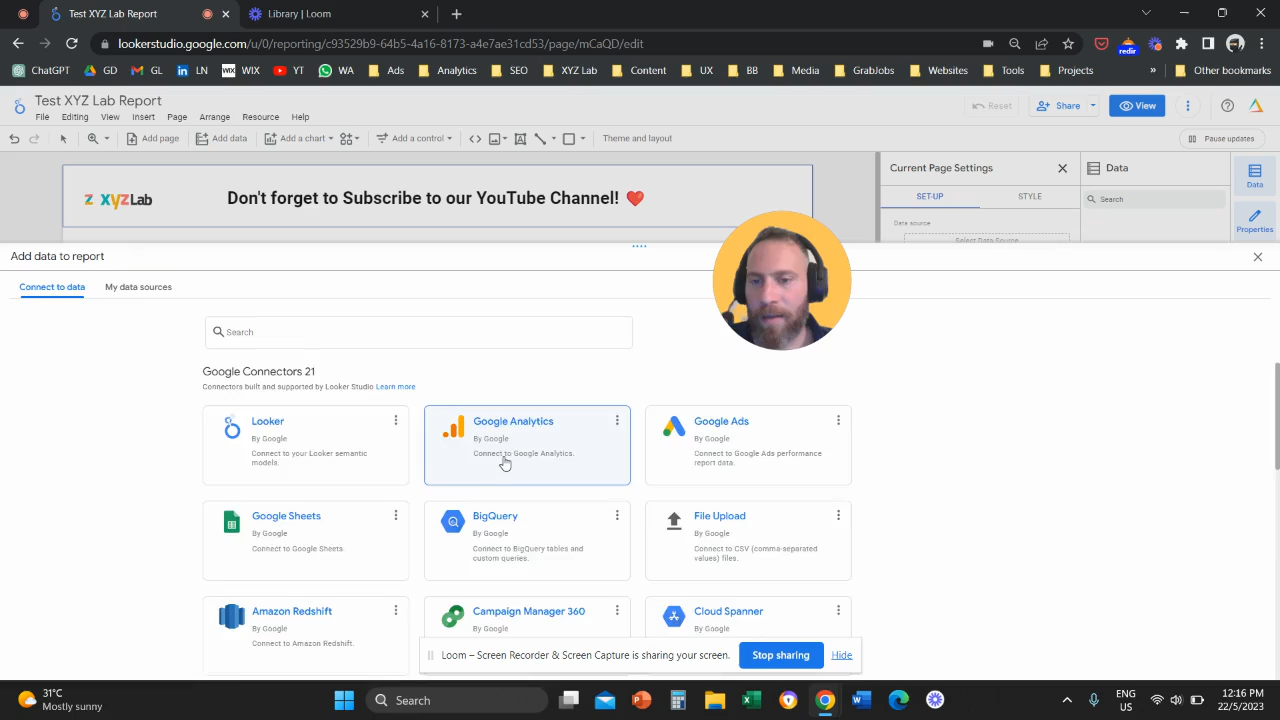 Test XYZ Lab Report
Library | Loom
lookerstudio.google.com/u/0/reporting/c93529b9-64b5-4a16-8173-a4e7ae31cd53/page/mCaQD/edit
redir
ChatGPT GD GL LN WIX YT WA Ads Analytics SEO XYZ Lab Content UX BB Media GrabJobs Websites Tools Projects » Other bookmarks
WIX
Test XYZ Lab Report
Reset Share View
File Edit View Insert Page Arrange Resource Help
Add page Add data Add a chart Add a control Theme and layout Pause updates
Current Page Settings
Data
Data
SET-UP STYLE
Search
XYZLab
Don't forget to Subscribe to our YouTube Channel! ❤️
Data source
Select Data Source
Properties
Add data to report
Connect to data My data sources
Search
Google Connectors 21
Connectors built and supported by Looker Studio Learn more
Looker
By Google
Connect to your Looker semantic
models.
Google Analytics
By Google
Connect to Google Analytics.
Google Ads
By Google
Connect to Google Ads performance
report data.
Google Sheets
By Google
Connect to Google Sheets.
BigQuery
By Google
Connect to BigQuery tables and
custom queries.
File Upload
By Google
Connect to CSV (comma-separated
values) files.
Amazon Redshift
By Google
Connect to Amazon Redshift.
Campaign Manager 360
By Google
Cloud Spanner
By Google
Loom – Screen Recorder & Screen Capture is sharing your screen. Stop sharing Hide
31°C
Mostly sunny
Search
ENG
US
12:16 PM
22/5/2023